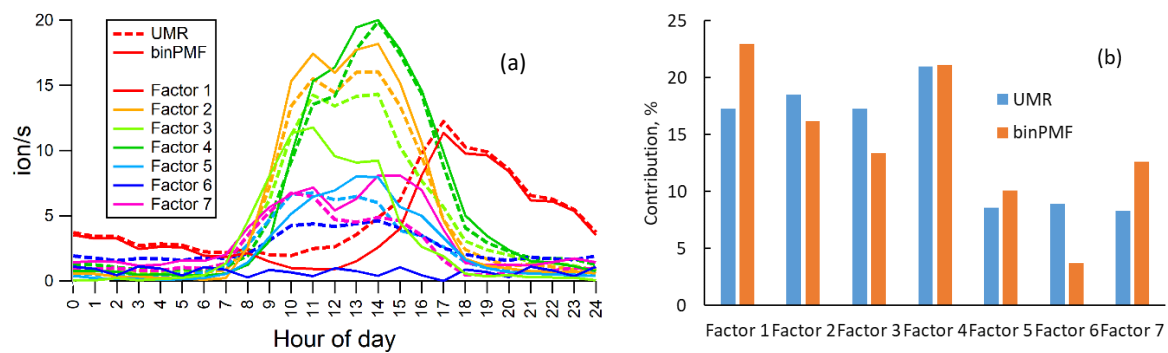 20
15
10
5
0
ion/s
UMR
binPMF
Factor 1
Factor 2
Factor 3
Factor 4
Factor 5
Factor 6
Factor 7
(a)
0 1 2 3 4 5 6 7 8 9 10 11 12 13 14 15 16 17 18 19 20 21 22 23 24
Hour of day
25
20
15
10
5
0
Contribution, %
(b)
UMR
binPMF
Factor 1 Factor 2 Factor 3 Factor 4 Factor 5 Factor 6 Factor 7